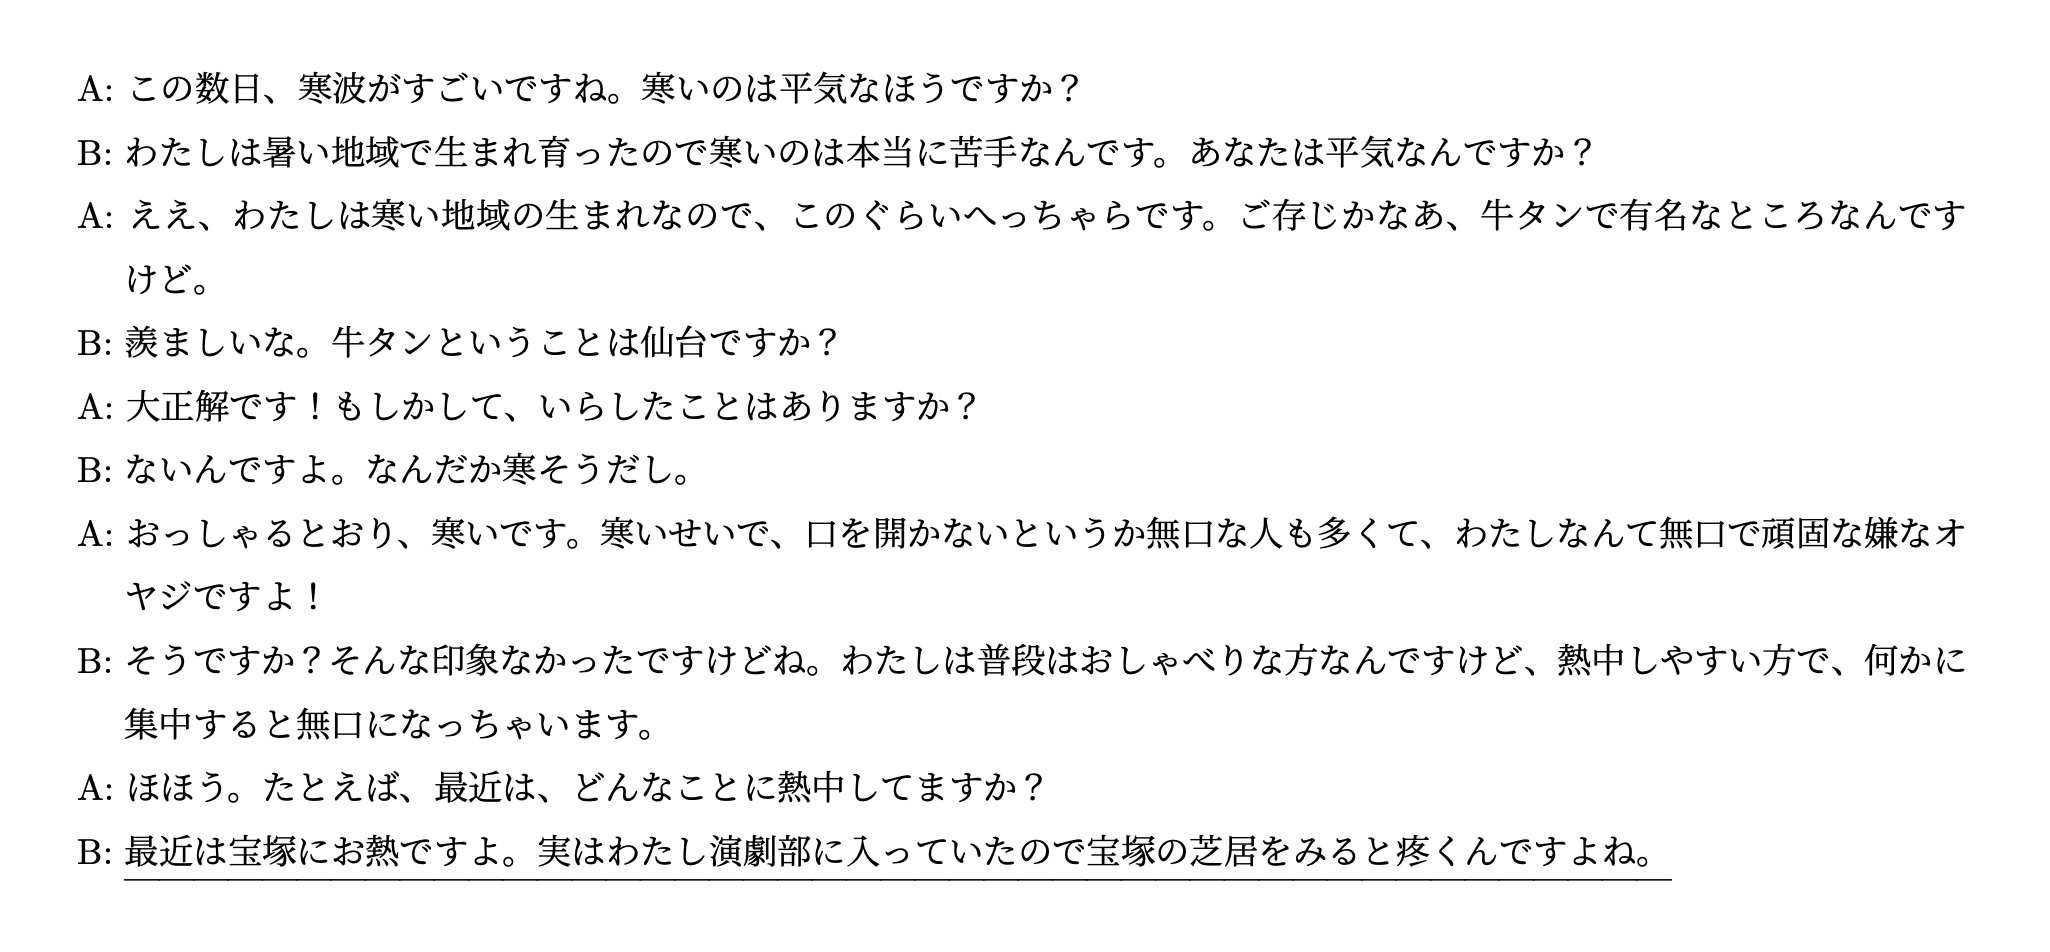 A: この数日、寒波がすごいですね。寒いのは平気なほうですか？
B: わたしは暑い地域で生まれ育ったので寒いのは本当に苦手なんです。あなたは平気なんですか？
A: ええ、わたしは寒い地域の生まれなので、このぐらいへっちゃらです。ご存じかなあ、牛タンで有名なところなんです
けど。
B: 羨ましいな。牛タンということは仙台ですか？
A: 大正解です！もしかして、いらしたことはありますか？
B: ないんですよ。なんだか寒そうだし。
A: おっしゃるとおり、寒いです。寒いせいで、口を開かないというか無口な人も多くて、わたしなんて無口で頑固な嫌なオ
ヤジですよ！
B: そうですか？そんな印象なかったですけどね。わたしは普段はおしゃべりな方なんですけど、熱中しやすい方で、何かに
集中すると無口になっちゃいます。
A: ほほう。たとえば、最近は、どんなことに熱中してますか？
B: 最近は宝塚にお熱ですよ。実はわたし演劇部に入っていたので宝塚の芝居をみると疼くんですよね。